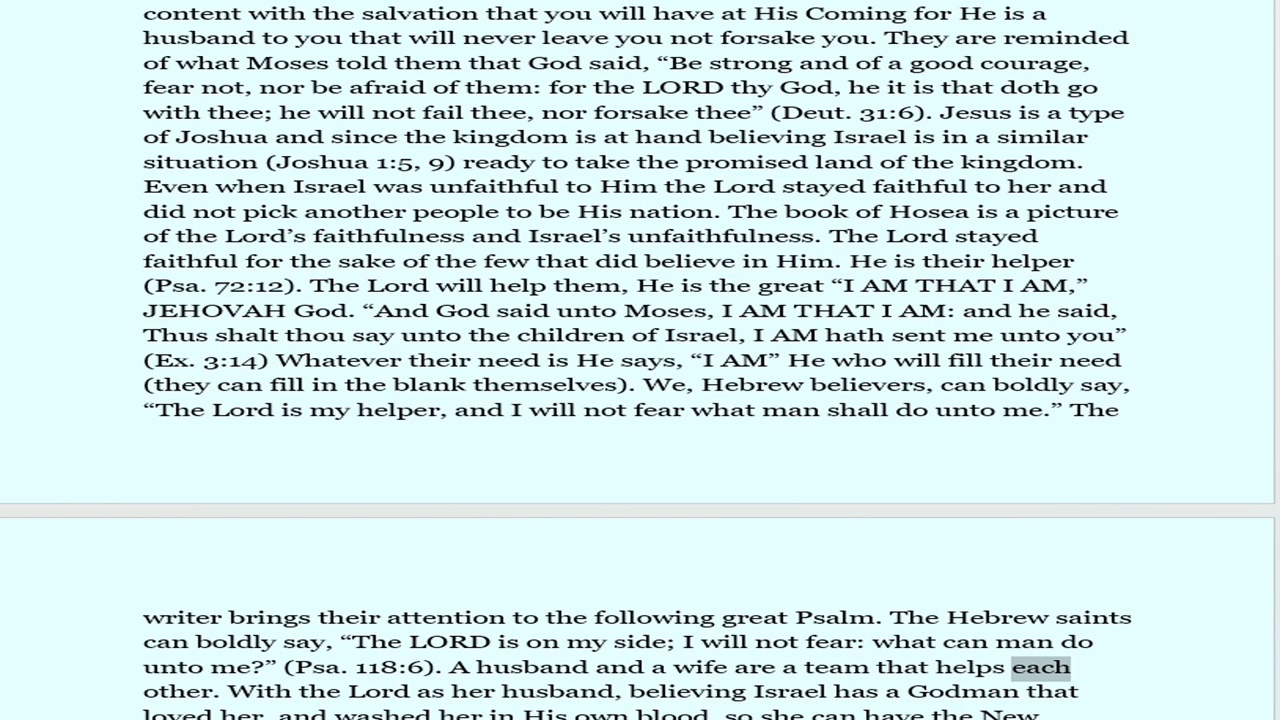 content with the salvation that you will have at His Coming for He is a
husband to you that will never leave you not forsake you. They are reminded
of what Moses told them that God said, “Be strong and of a good courage,
fear not, nor be afraid of them: for the LORD thy God, he it is that doth go
with thee; he will not fail thee, nor forsake thee” (Deut. 31:6). Jesus is a type
of Joshua and since the kingdom is at hand believing Israel is in a similar
situation (Joshua 1:5, 9) ready to take the promised land of the kingdom.
Even when Israel was unfaithful to Him the Lord stayed faithful to her and
did not pick another people to be His nation. The book of Hosea is a picture
of the Lord’s faithfulness and Israel’s unfaithfulness. The Lord stayed
faithful for the sake of the few that did believe in Him. He is their helper
(Psa. 72:12). The Lord will help them, He is the great “I AM THAT I AM,”
JEHOVAH God. “And God said unto Moses, I AM THAT I AM: and he said,
Thus shalt thou say unto the children of Israel, I AM hath sent me unto you”
(Ex. 3:14) Whatever their need is He says, “I AM” He who will fill their need
(they can fill in the blank themselves). We, Hebrew believers, can boldly say,
“The Lord is my helper, and I will not fear what man shall do unto me.” The
writer brings their attention to the following great Psalm. The Hebrew saints
can boldly say, “The LORD is on my side; I will not fear: what can man do
unto me?” (Psa. 118:6). A husband and a wife are a team that helps each
other. With the Lord as her husband, believing Israel has a Godman that
loved her, and washed her in His own blood, so she can have the New